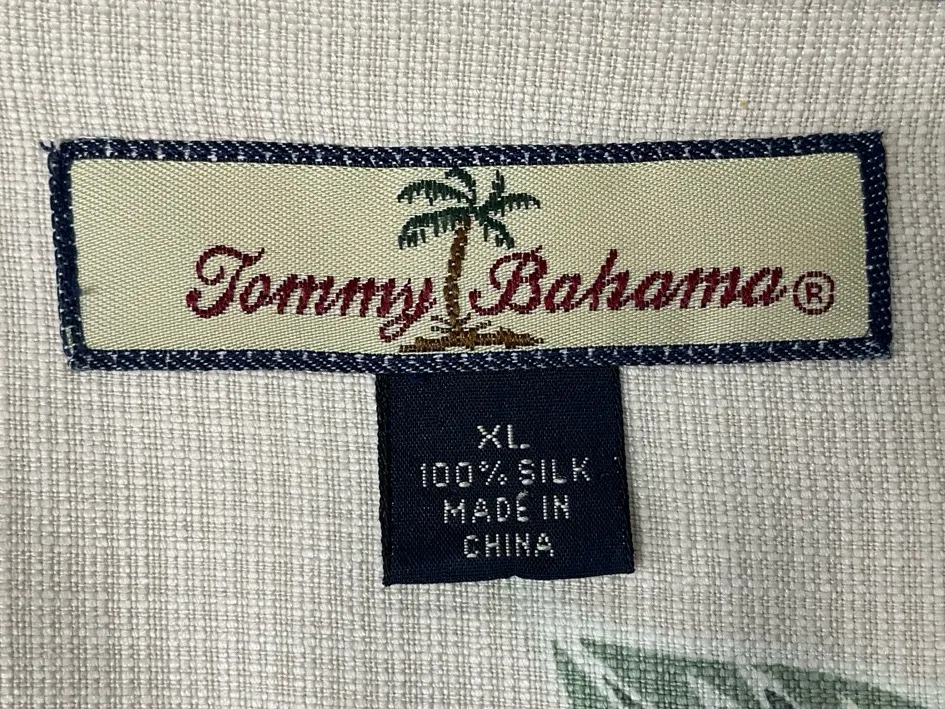 Tommy Bahama®
XL
100% SILK
MADE IN
CHINA